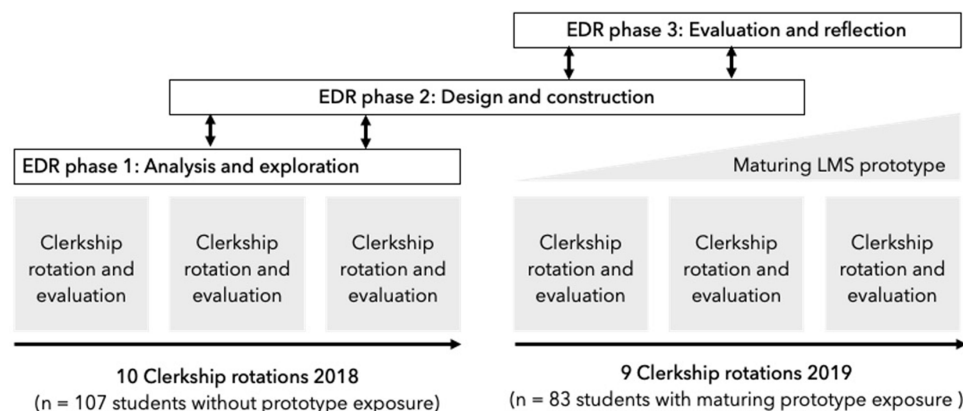 EDR phase 3: Evaluation and reflection
EDR phase 2: Design and construction
EDR phase 1: Analysis and exploration
Maturing LMS prototype
Clerkship
rotation and
evaluation
Clerkship
rotation and
evaluation
Clerkship
rotation and
evaluation
Clerkship
rotation and
evaluation
Clerkship
rotation and
evaluation
Clerkship
rotation and
evaluation
10 Clerkship rotations 2018
(n = 107 students without prototype exposure)
9 Clerkship rotations 2019
(n = 83 students with maturing prototype exposure )